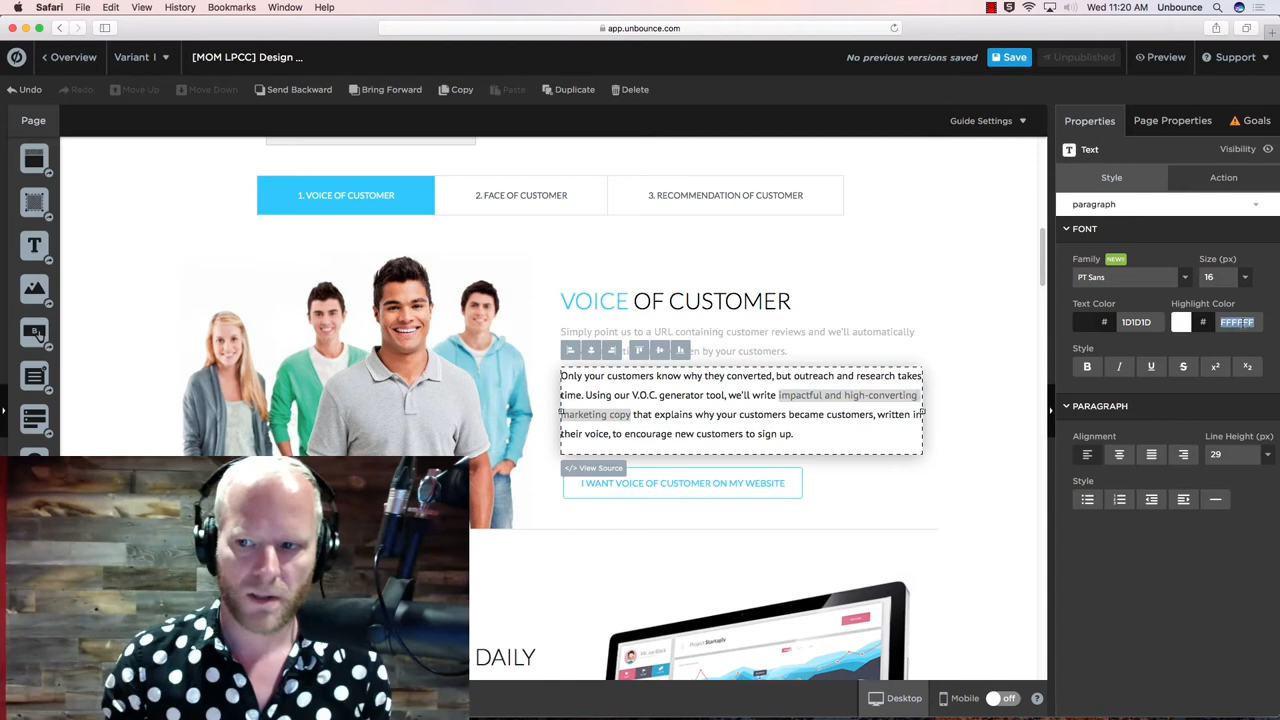 Safari File Edit View History Bookmarks Window Help
Wed 11:20 AM Unbounce
app.unbounce.com
Overview Variant I [MOM LPCC] Design ... No previous versions saved Save Unpublished Preview Support
Undo Redo Move Up Move Down Send Backward Bring Forward Copy Paste Duplicate Delete
Page
Guide Settings
Properties Page Properties Goals
Text Visibility
Style Action
paragraph
FONT
Family NEW!
Size (px)
PT Sans 16
Text Color Highlight Color
# 1D1D1D # FFFFFF
Style
B I U S x² x₂
PARAGRAPH
Alignment Line Height (px)
29
Style
1. VOICE OF CUSTOMER 2. FACE OF CUSTOMER 3. RECOMMENDATION OF CUSTOMER
VOICE OF CUSTOMER
Simply point us to a URL containing customer reviews and we'll automatically
en by your customers.
Only your customers know why they converted, but outreach and research takes
time. Using our V.O.C. generator tool, we'll write impactful and high-converting
marketing copy that explains why your customers became customers, written in
their voice, to encourage new customers to sign up.
</> View Source
I WANT VOICE OF CUSTOMER ON MY WEBSITE
DAILY
Project Startuply
Desktop Mobile off ?